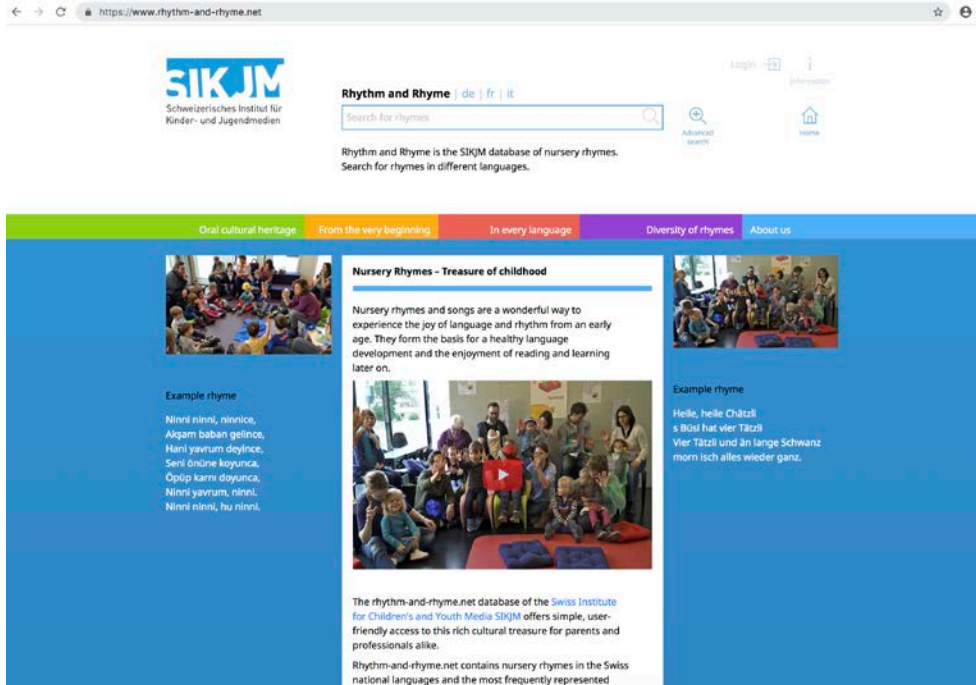 https://www.rhythm-and-rhyme.net
Login
Information
SIKJM
Schweizerisches Institut für
Kinder- und Jugendmedien
Rhythm and Rhyme | de | fr | it
Search for rhymes
Advanced
search
Home
Rhythm and Rhyme is the SIKJM database of nursery rhymes.
Search for rhymes in different languages.
Oral cultural heritage
From the very beginning
In every language
Diversity of rhymes
About us
Example rhyme
Ninni ninni, ninnice,
Akşam baban gelince,
Hani yavrum deyince,
Seni önüne koyunca,
Öpüp karnı doyunca,
Ninni yavrum, ninni.
Ninni ninni, hu ninni.
Nursery Rhymes – Treasure of childhood
Nursery rhymes and songs are a wonderful way to
experience the joy of language and rhythm from an early
age. They form the basis for a healthy language
development and the enjoyment of reading and learning
later on.
The rhythm-and-rhyme.net database of the Swiss Institute
for Children's and Youth Media SIKJM offers simple, user-
friendly access to this rich cultural treasure for parents and
professionals alike.
Rhythm-and-rhyme.net contains nursery rhymes in the Swiss
national languages and the most frequently represented
Example rhyme
Heile, heile Chätzli
s Büsi hat vier Tätzli
Vier Tätzli und än lange Schwanz
morn isch alles wieder ganz.